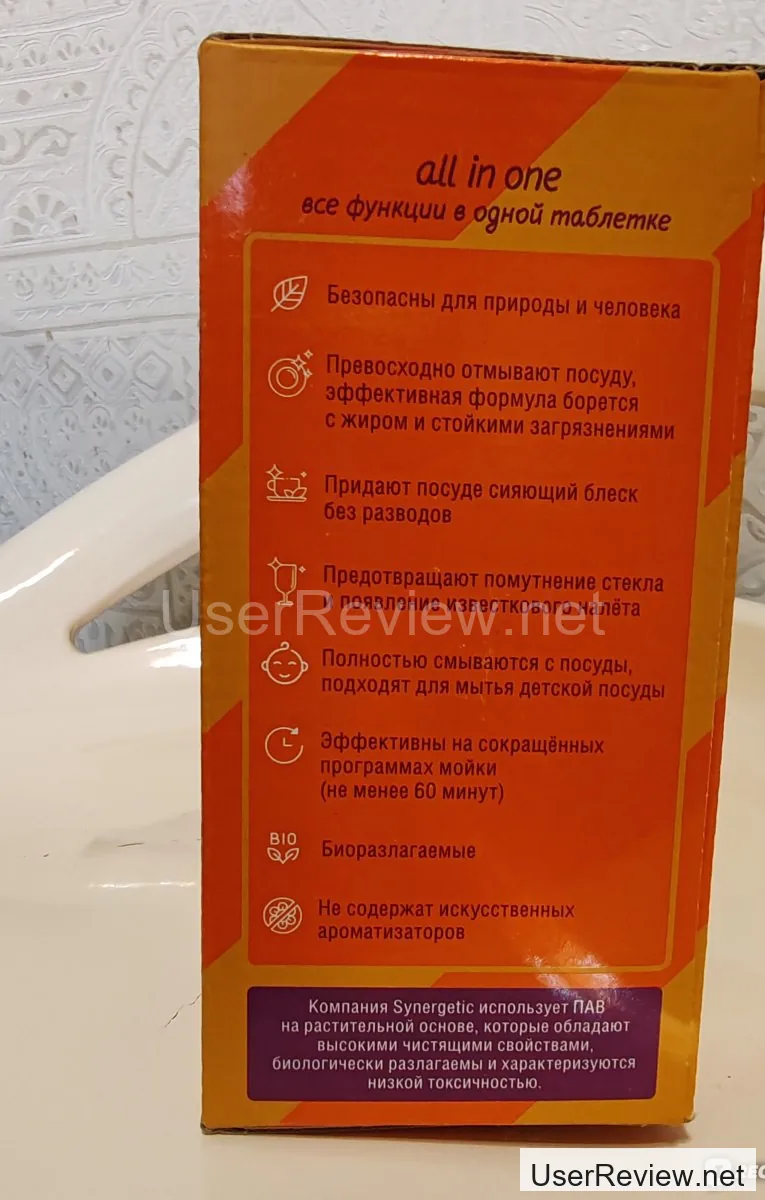 all in one
все функции в одной таблетке
Безопасны для природы и человека
Превосходно отмывают посуду,
эффективная формула борется
с жиром и стойкими загрязнениями
Придают посуде сияющий блеск
без разводов
Предотвращают помутнение стекла
и появление известкового налёта
UserReview.net
Полностью смываются с посуды,
подходят для мытья детской посуды
Эффективны на сокращённых
программах мойки
(не менее 60 минут)
BIO
Биоразлагаемые
Не содержат искусственных
ароматизаторов
Компания Synergetic использует ПАВ
на растительной основе, которые обладают
высокими чистящими свойствами,
биологически разлагаемы и характеризуются
низкой токсичностью.
UserReview.net